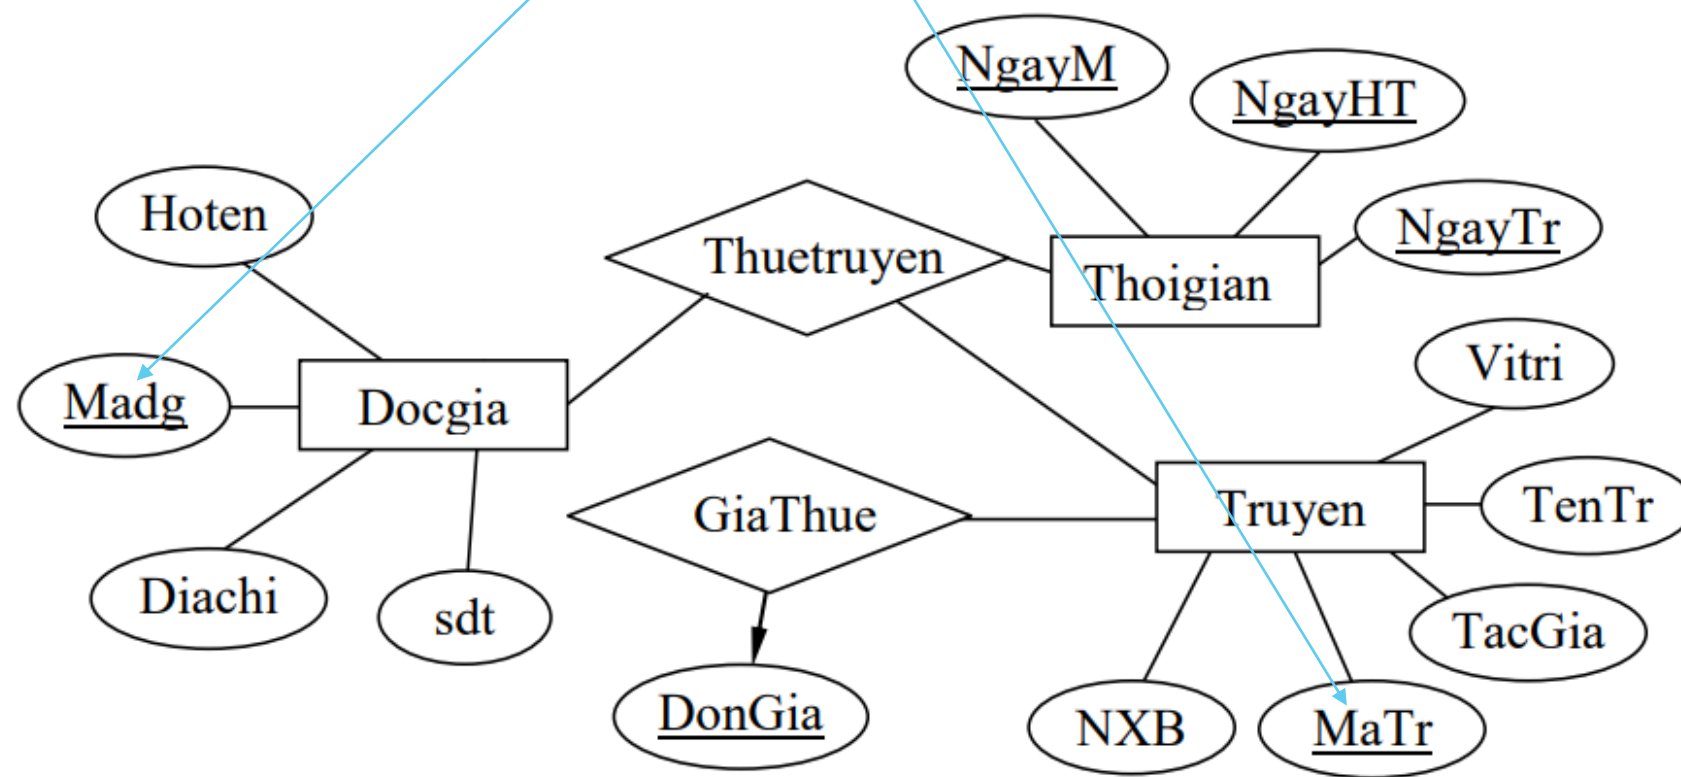 NgayM
NgayHT
Hoten
NgayTr
Thuetruyen
Thoigian
Vitri
Madg
Docgia
GiaThue
Truyen
TenTr
Diachi
sdt
TacGia
DonGia
NXB
MaTr